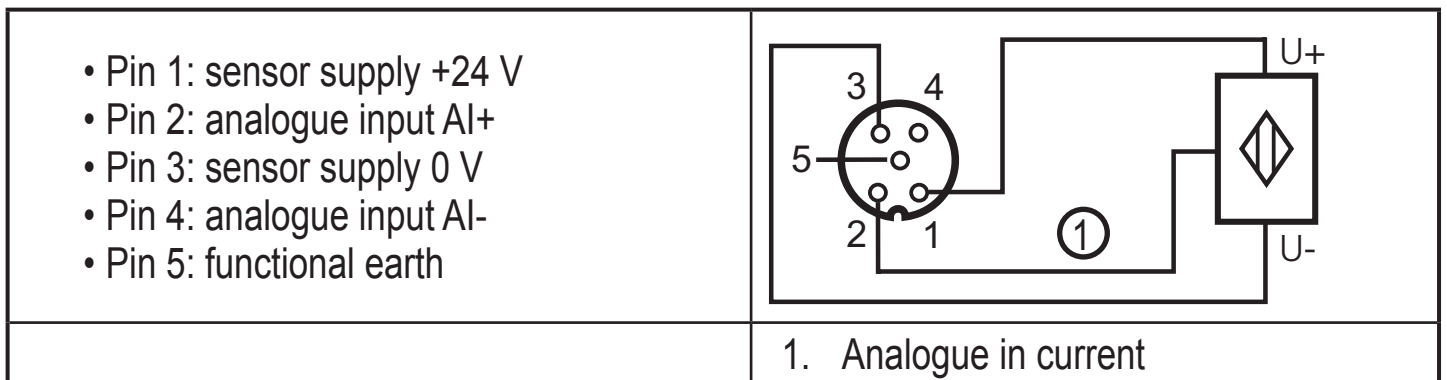 • Pin 1: sensor supply +24 V
• Pin 2: analogue input AI+
• Pin 3: sensor supply 0 V
• Pin 4: analogue input AI-
• Pin 5: functional earth
U+
3 4
5
2 1
1
U-
1. Analogue in current